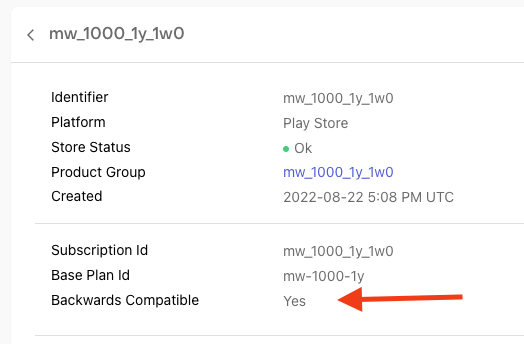 mw_1000_1y_1w0
Identifier mw_1000_1y_1w0
Platform Play Store
Store Status Ok
Product Group mw_1000_1y_1w0
Created 2022-08-22 5:08 PM UTC
Subscription Id mw_1000_1y_1w0
Base Plan Id mw-1000-1y
Backwards Compatible Yes